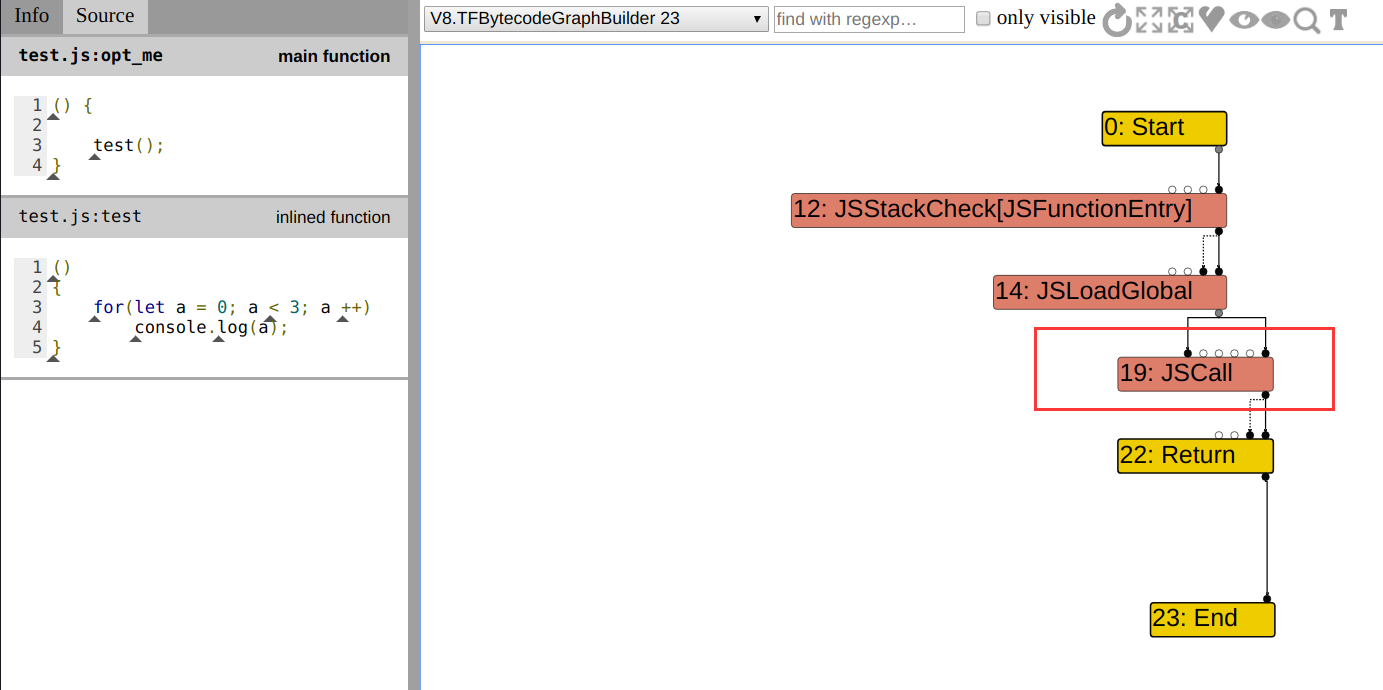 Info Source
test.js:opt_me main function
1 () {
2
3 test();
4 }
test.js:test inlined function
1 ()
2 {
3 for(let a = 0; a < 3; a ++)
4 console.log(a);
5 }
V8.TFBytecodeGraphBuilder 23 find with regexp… only visible T
0: Start
12: JSStackCheck[JSFunctionEntry]
14: JSLoadGlobal
19: JSCall
22: Return
23: End